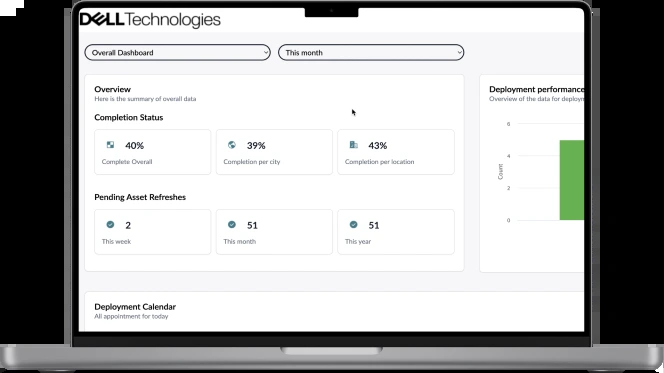 DELLTechnologies
Overall Dashboard
This month
Overview
Here is the summary of overall data
Completion Status
40%
Complete Overall
39%
Completion per city
43%
Completion per location
Pending Asset Refreshes
2
This week
51
This month
51
This year
Deployment performance
Overview of the data for deploym
6
4
2
0
Count
Deployment Calendar
All appointment for today